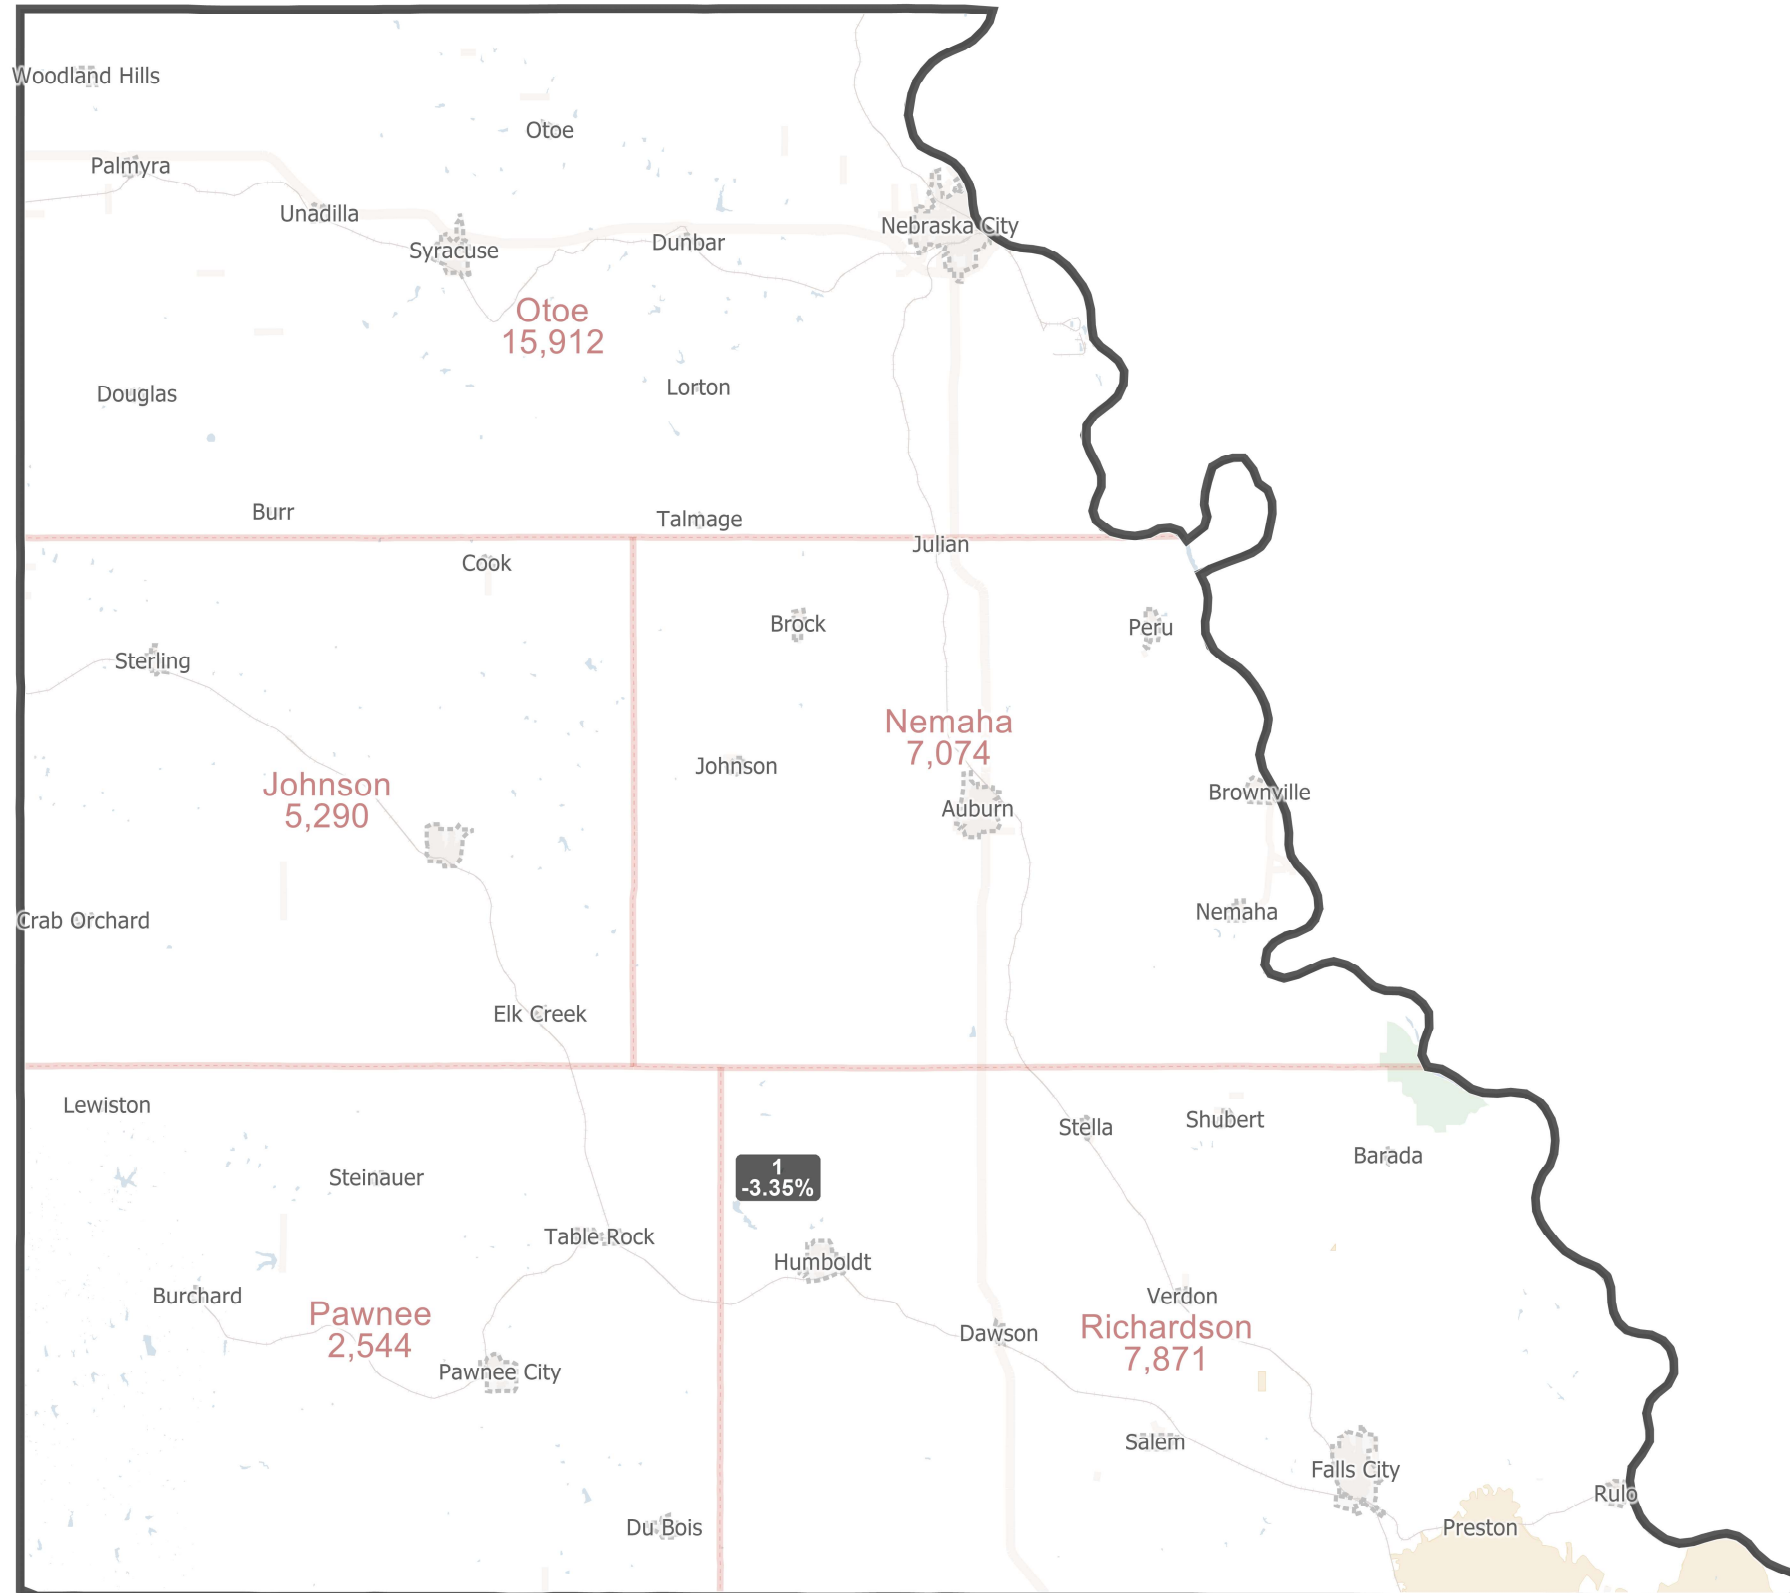 Woodland Hills
Otoe
Palmyra
Unadilla
Nebraska City
Syracuse
Dunbar
Otoe
15,912
Douglas
Lorton
Burr
Talmage
Julian
Cook
Brock
Peru
Sterling
Nemaha
7,074
Johnson
Johnson
5,290
Brownville
Auburn
Nemaha
Crab Orchard
Elk Creek
Lewiston
Shubert
Stella
Barada
Steinauer
1
-3.35%
Table Rock
Humboldt
Burchard
Verdon
Pawnee
2,544
Richardson
7,871
Dawson
Pawnee City
Salem
Falls City
Rulo
Du Bois
Preston